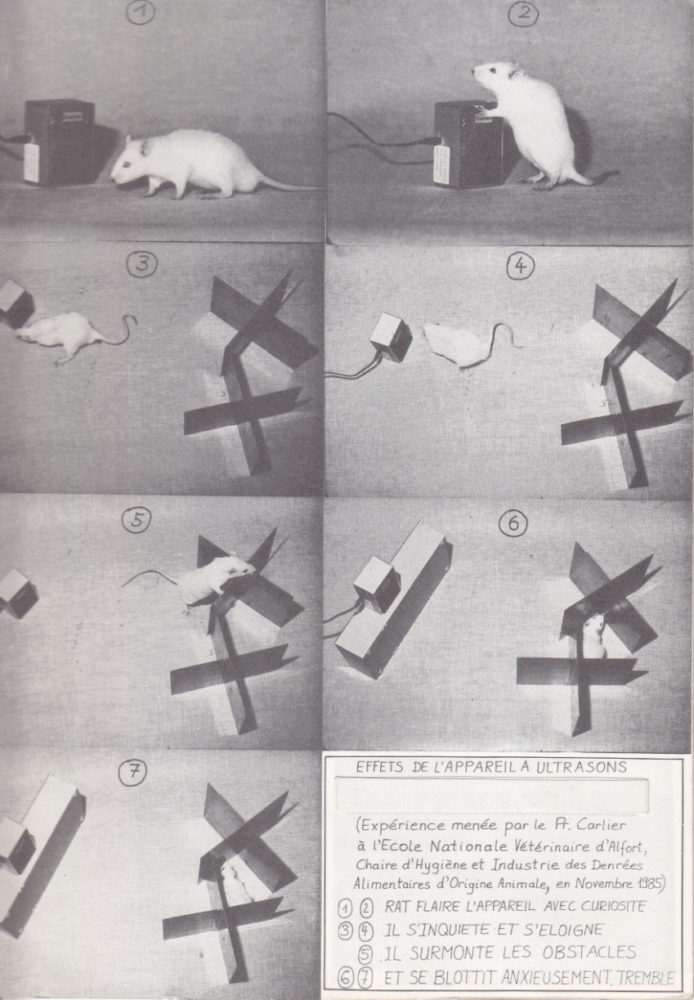 1
2
3
4
5
6
7
EFFETS DE L'APPAREIL A ULTRASONS
(Expérience menée par le Pr. Carlier
à l'Ecole Nationale Vétérinaire d'Alfort,
Chaire d'Hygiène et Industrie des Denrées
Alimentaires d'Origine Animale, en Novembre 1985)
1 2 RAT FLAIRE L'APPAREIL AVEC CURIOSITE
3 4 IL S'INQUIETE ET S'ELOIGNE
5 IL SURMONTE LES OBSTACLES
6 7 ET SE BLOTTIT ANXIEUSEMENT, TREMBLE